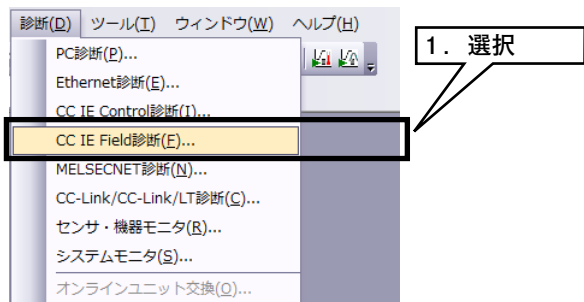 診断(D) ツール(T) ウィンドウ(W) ヘルプ(H)
1. 選択
PC診断(P)...
Ethernet診断(E)...
CC IE Control診断(I)...
CC IE Field診断(F)...
MELSECNET診断(N)...
CC-Link/CC-Link/LT診断(C)...
センサ・機器モニタ(R)...
システムモニタ(S)...
オンラインユニット交換(O)...